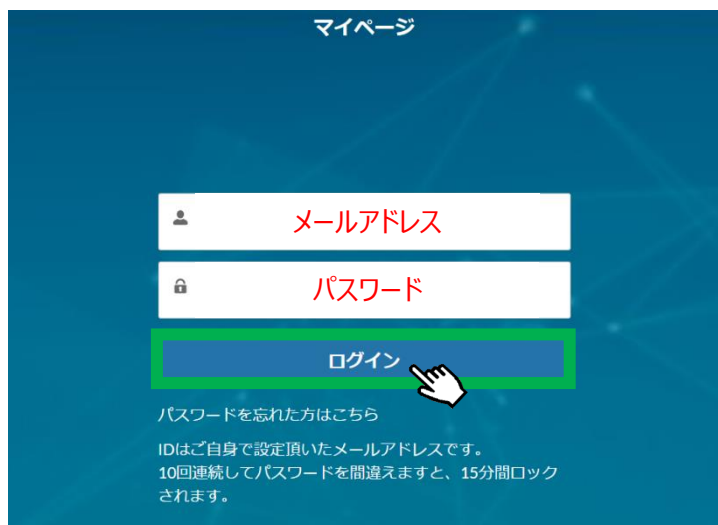 マイページ
メールアドレス
パスワード
ログイン
パスワードを忘れた方はこちら
IDはご自身で設定頂いたメールアドレスです。
10回連続してパスワードを間違えますと、15分間ロック
されます。